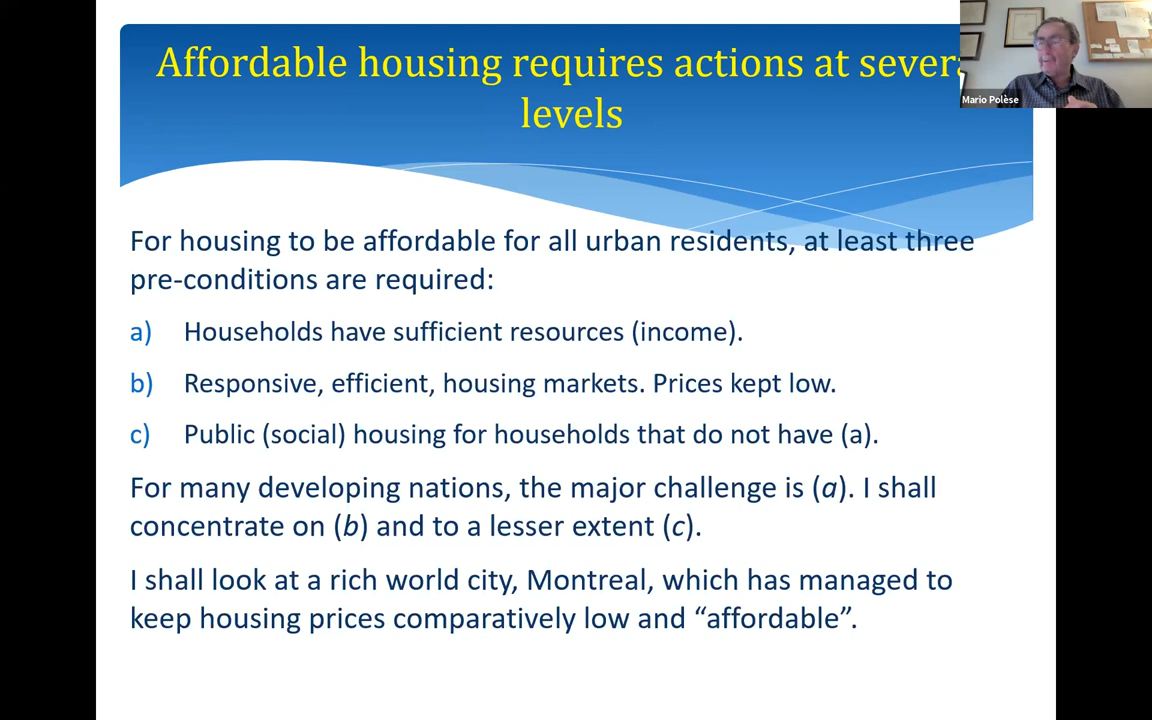 Affordable housing requires actions at severa
levels
Mario Polèse
For housing to be affordable for all urban residents, at least three
pre-conditions are required:
a) Households have sufficient resources (income).
b) Responsive, efficient, housing markets. Prices kept low.
c) Public (social) housing for households that do not have (a).
For many developing nations, the major challenge is (a). I shall
concentrate on (b) and to a lesser extent (c).
I shall look at a rich world city, Montreal, which has managed to
keep housing prices comparatively low and “affordable”.